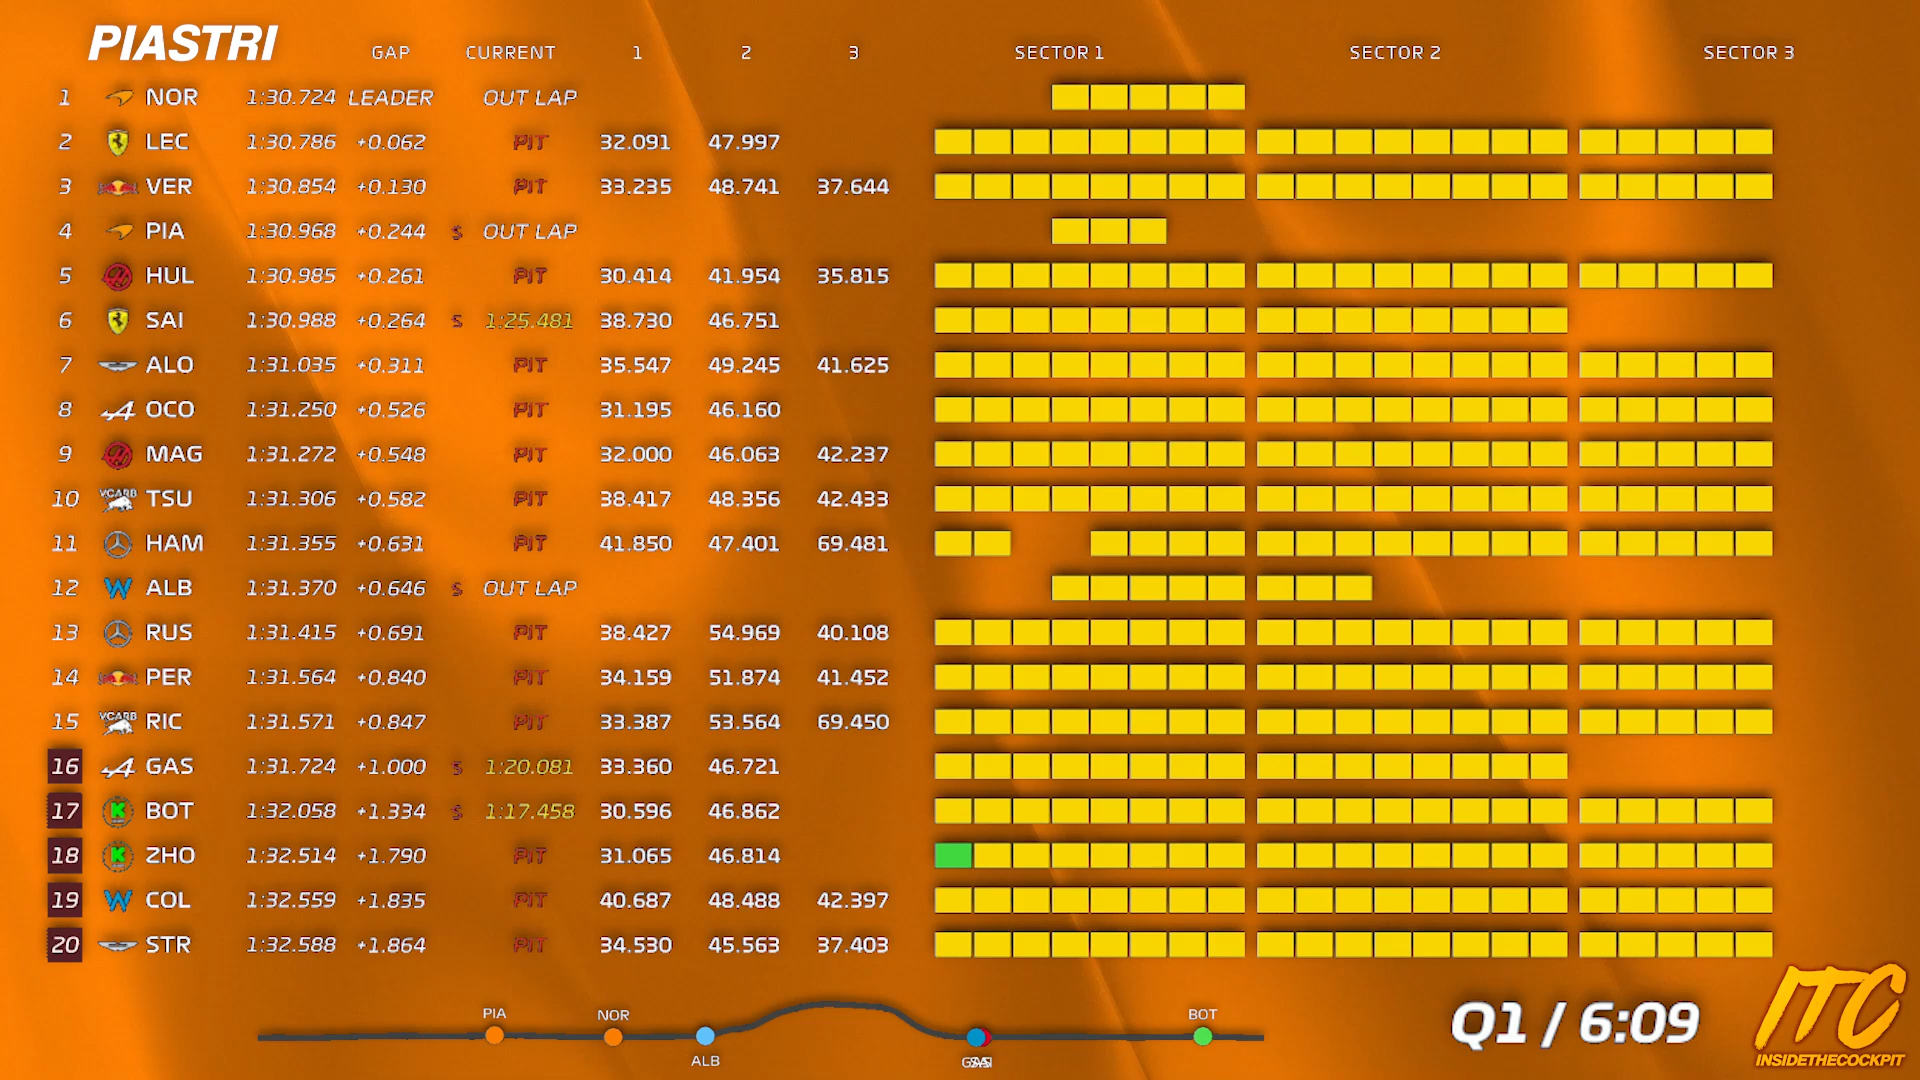 PIASTRI GAP CURRENT 1 2 3 SECTOR 1 SECTOR 2 SECTOR 3
1 NOR 1:30.724 LEADER OUT LAP
2 LEC 1:30.786 +0.062 PIT 32.091 47.997
3 VER 1:30.854 +0.130 PIT 33.235 48.741 37.644
4 PIA 1:30.968 +0.244 S OUT LAP
5 HUL 1:30.985 +0.261 PIT 30.414 41.954 35.815
6 SAI 1:30.988 +0.264 S 1:25.481 38.730 46.751
7 ALO 1:31.035 +0.311 PIT 35.547 49.245 41.625
8 OCO 1:31.250 +0.526 PIT 31.195 46.160
9 MAG 1:31.272 +0.548 PIT 32.000 46.063 42.237
10 VCARB TSU 1:31.306 +0.582 PIT 38.417 48.356 42.433
11 HAM 1:31.355 +0.631 PIT 41.850 47.401 69.481
12 W ALB 1:31.370 +0.646 S OUT LAP
13 RUS 1:31.415 +0.691 PIT 38.427 54.969 40.108
14 PER 1:31.564 +0.840 PIT 34.159 51.874 41.452
15 VCARB RIC 1:31.571 +0.847 PIT 33.387 53.564 69.450
16 GAS 1:31.724 +1.000 S 1:20.081 33.360 46.721
17 K BOT 1:32.058 +1.334 S 1:17.458 30.596 46.862
18 K ZHO 1:32.514 +1.790 PIT 31.065 46.814
19 W COL 1:32.559 +1.835 PIT 40.687 48.488 42.397
20 STR 1:32.588 +1.864 PIT 34.530 45.563 37.403
PIA NOR BOT
ALB
Q1 / 6:09
ITC
INSIDETHECOCKPIT